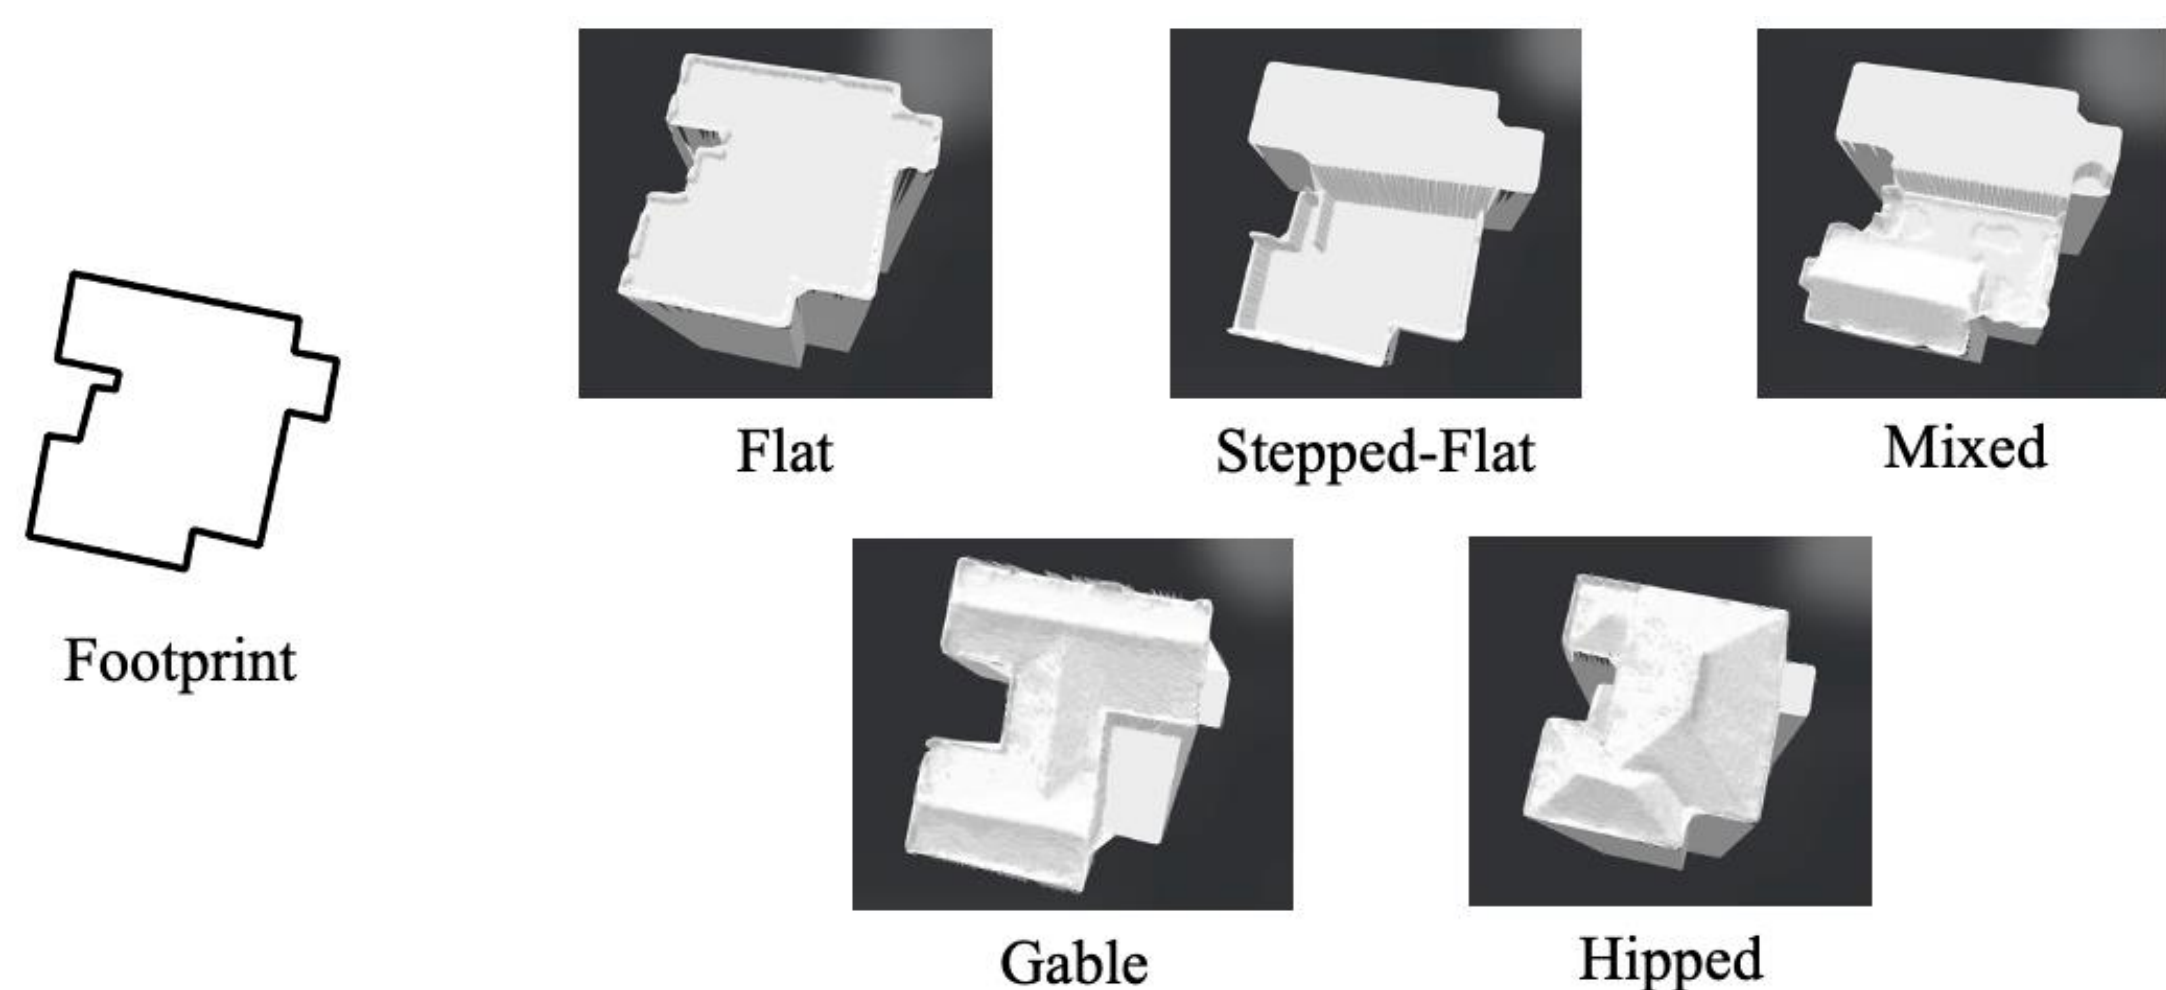 Flat
Stepped-Flat
Mixed
Footprint
Gable
Hipped